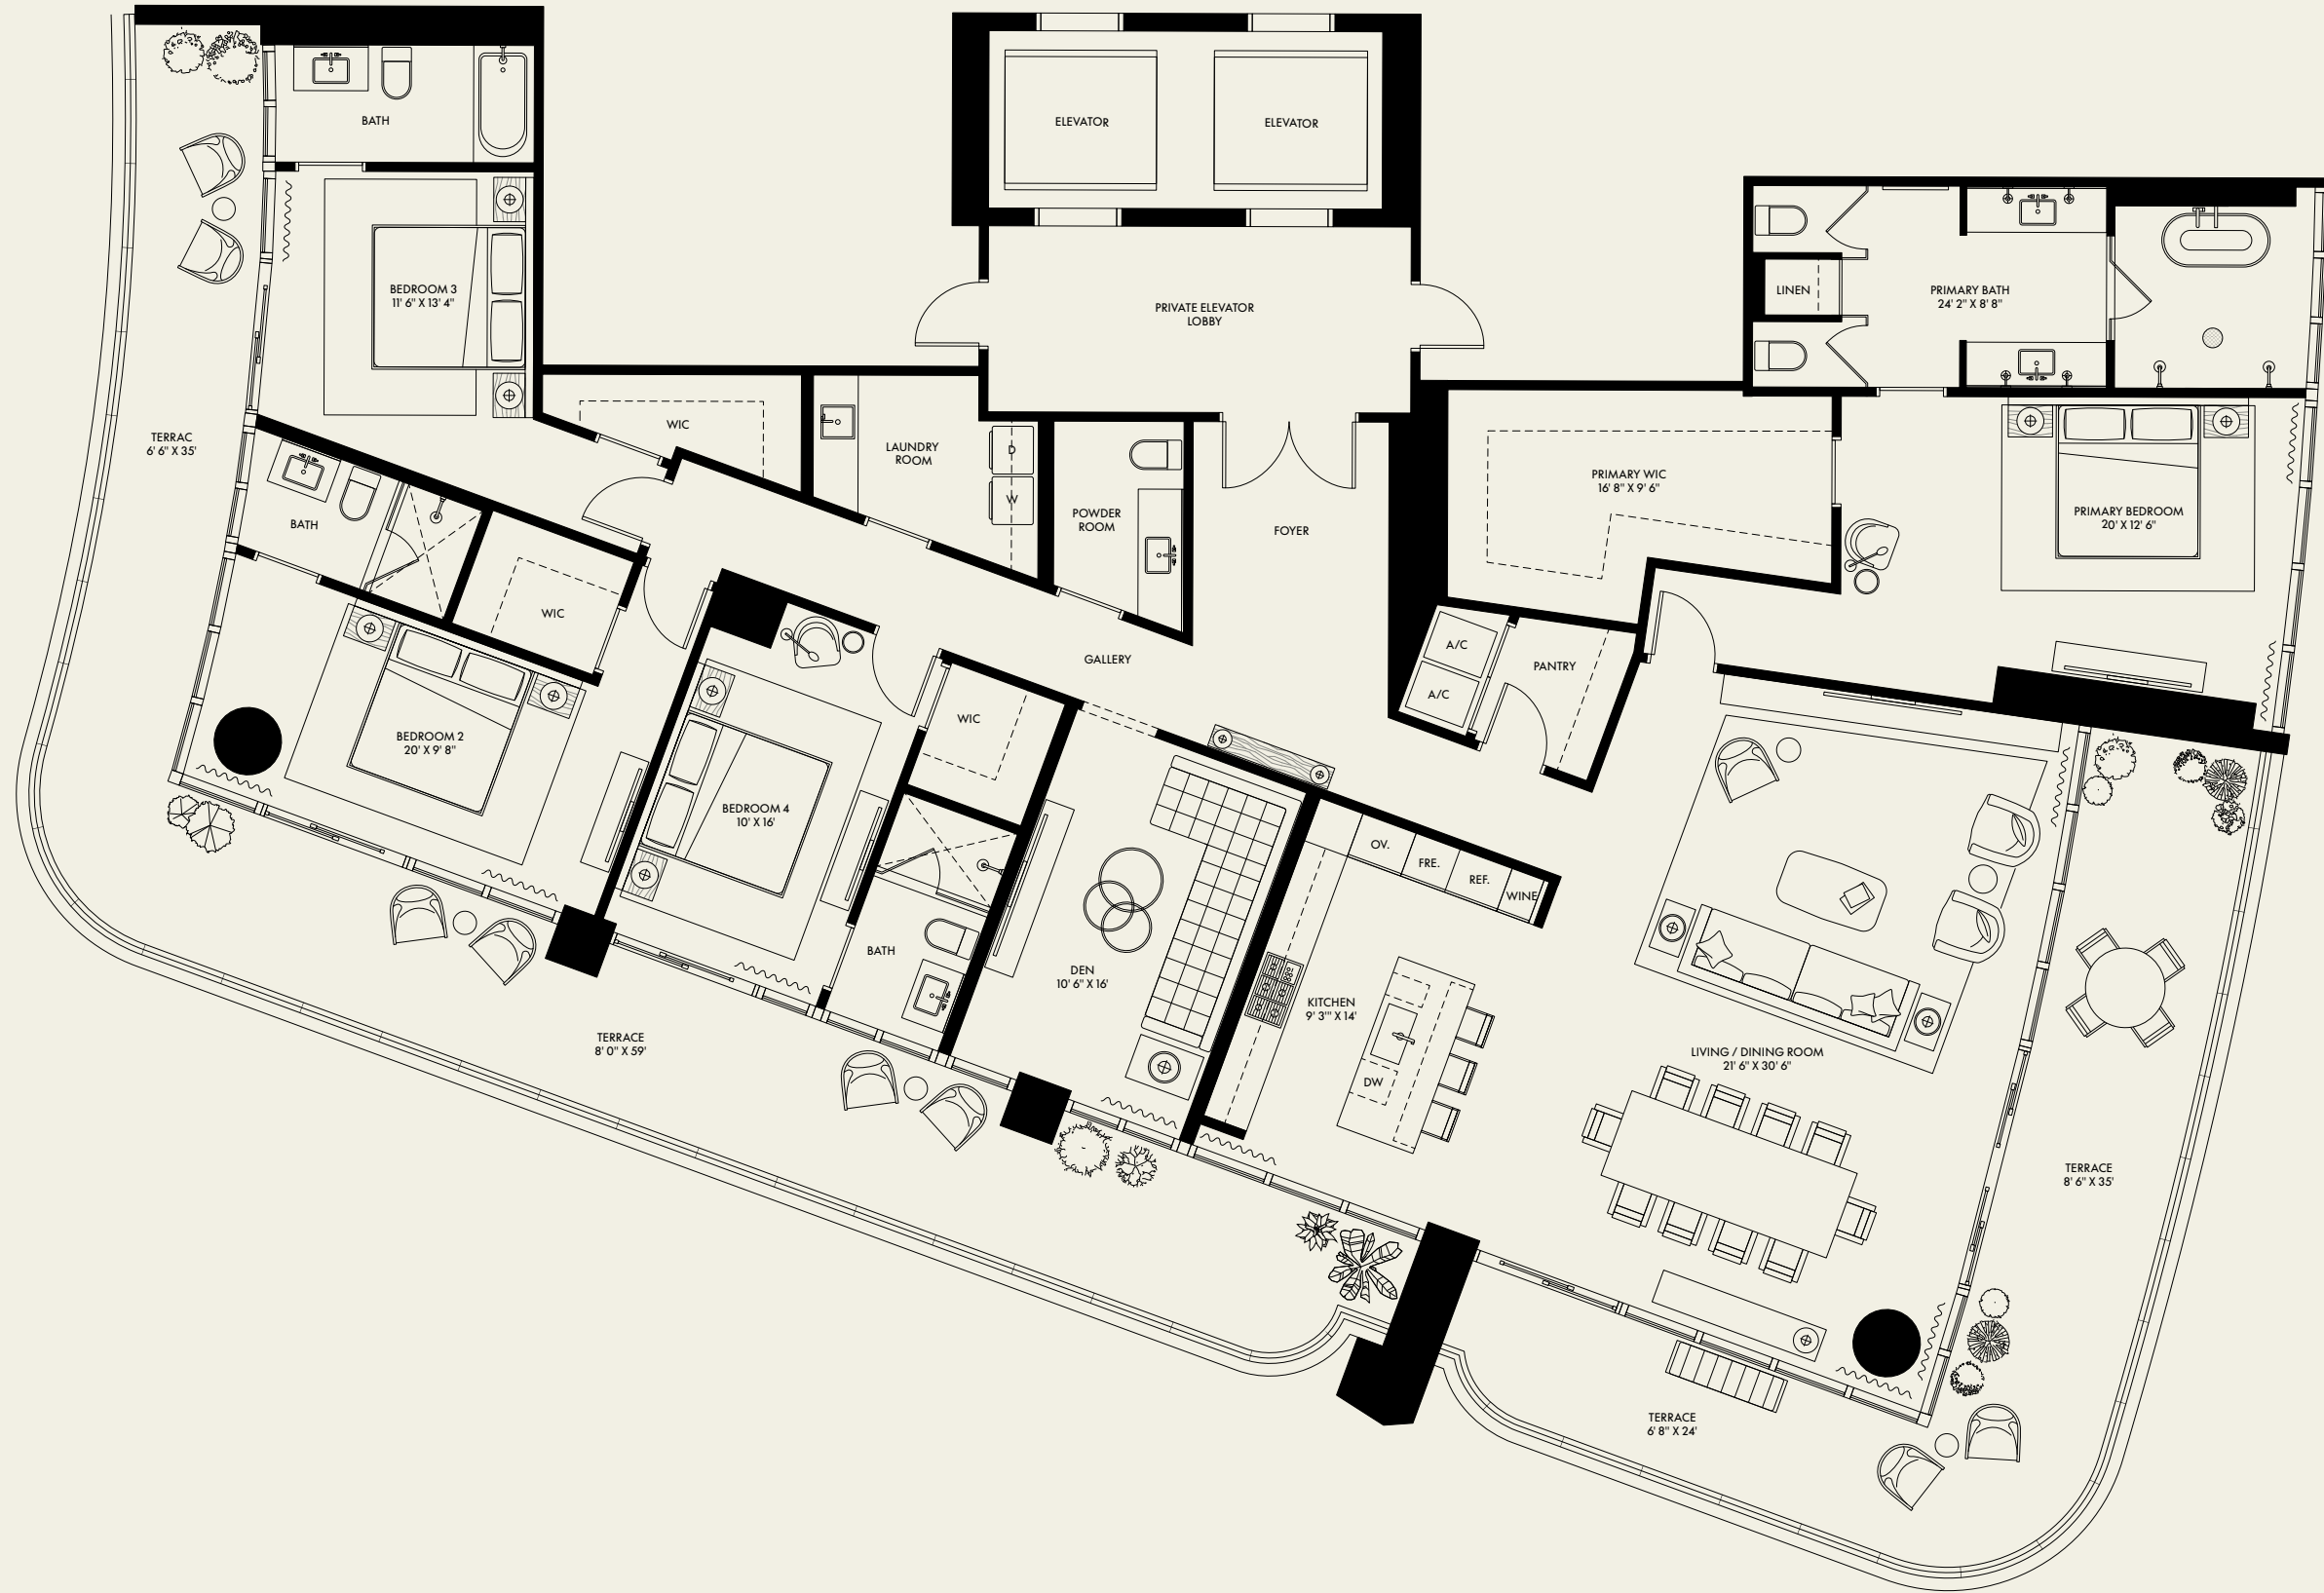 ELEVATOR
ELEVATOR
BATH
BEDROOM 3
11' 6" X 13' 4"
PRIVATE ELEVATOR
LOBBY
LINEN
PRIMARY BATH
24' 2" X 8' 8"
TERRAC
6' 6" X 35'
WIC
LAUNDRY
ROOM
D
W
POWDER
ROOM
FOYER
PRIMARY WIC
16' 8" X 9' 6"
PRIMARY BEDROOM
20' X 12' 6"
BATH
WIC
GALLERY
A/C
A/C
PANTRY
BEDROOM 2
20' X 9' 8"
WIC
BEDROOM 4
10' X 16'
OV.
FRE.
REF.
WINE
BATH
DEN
10' 6" X 16'
KITCHEN
9' 3'" X 14'
DW
LIVING / DINING ROOM
21' 6" X 30' 6"
TERRACE
8' 0" X 59'
TERRACE
8' 6" X 35'
TERRACE
6' 8" X 24'